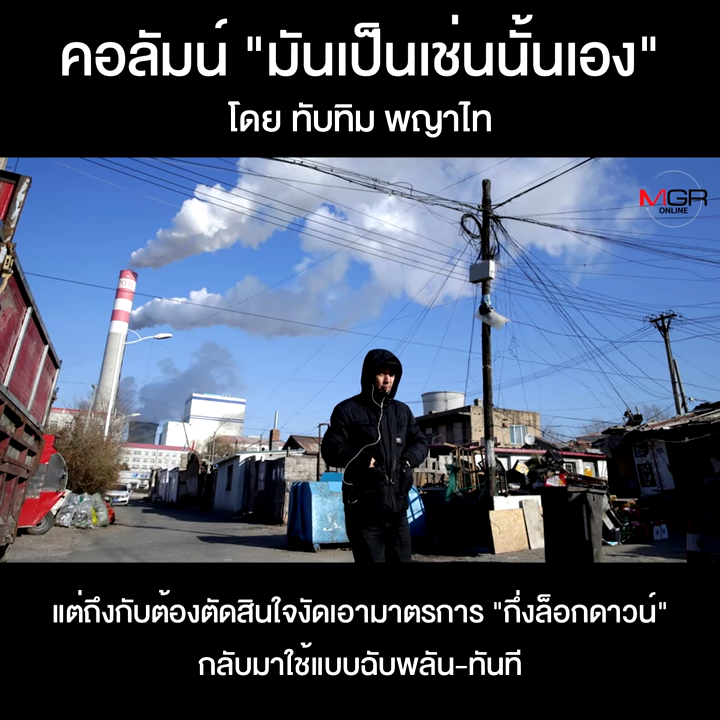 คอลัมน์ "มันเป็นเช่นนั้นเอง"
โดย ทับทิม พญาไท
MGR
ONLINE
แต่ถึงกับต้องตัดสินใจงัดเอามาตรการ "กึ่งล็อกดาวน์"
กลับมาใช้แบบฉับพลัน-ทันที